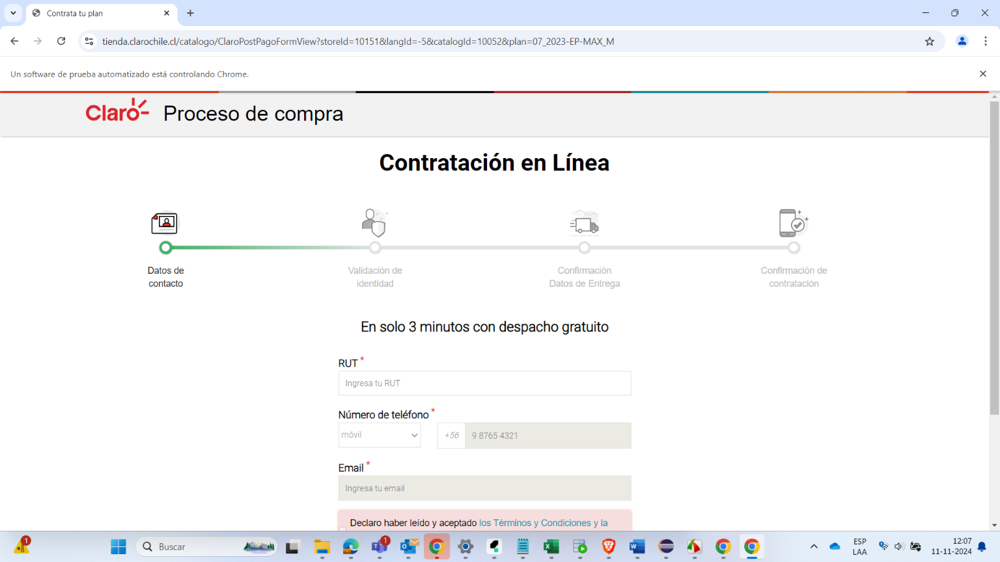 Contrata tu plan
tienda.clarochile.cl/catalogo/ClaroPostPagoFormView?storeId=10151&langId=-5&catalogId=10052&plan=07_2023-EP-MAX_M
Un software de prueba automatizado está controlando Chrome.
Claro Proceso de compra
Contratación en Línea
Datos de
contacto
Validación de
identidad
Confirmación
Datos de Entrega
Confirmación de
contratación
En solo 3 minutos con despacho gratuito
RUT *
Ingresa tu RUT
Número de teléfono *
móvil +56 9 8765 4321
Email *
Ingresa tu email
Declaro haber leído y aceptado los Términos y Condiciones y la
1
Buscar
1
ESP
LAA
12:07
11-11-2024